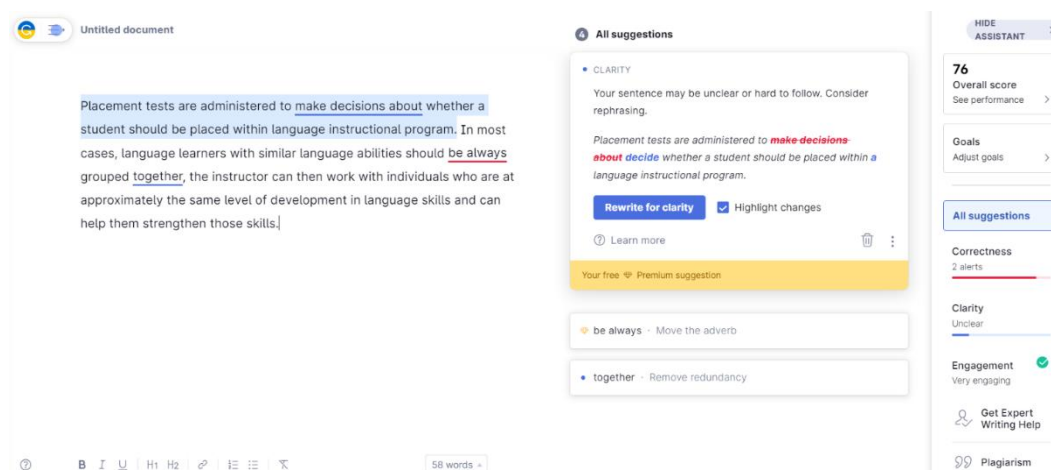 Untitled document
Placement tests are administered to make decisions about whether a
student should be placed within language instructional program. In most
cases, language learners with similar language abilities should be always
grouped together, the instructor can then work with individuals who are at
approximately the same level of development in language skills and can
help them strengthen those skills.
B I U H1 H2
58 words
4 All suggestions
CLARITY
Your sentence may be unclear or hard to follow. Consider
rephrasing.
Placement tests are administered to make decisions
about decide whether a student should be placed within a
language instructional program.
Rewrite for clarity Highlight changes
Learn more
Your free Premium suggestion
be always · Move the adverb
together · Remove redundancy
HIDE
ASSISTANT
76
Overall score
See performance
Goals
Adjust goals
All suggestions
Correctness
2 alerts
Clarity
Unclear
Engagement
Very engaging
Get Expert
Writing Help
Plagiarism